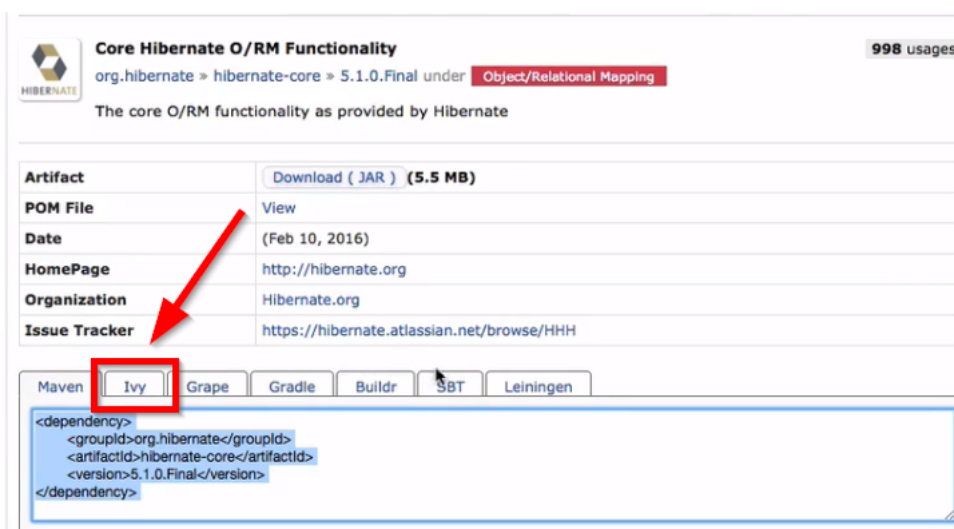 Core Hibernate O/RM Functionality
998 usages
HIBERNATE
org.hibernate » hibernate-core » 5.1.0.Final under Object/Relational Mapping
The core O/RM functionality as provided by Hibernate
Artifact Download ( JAR ) (5.5 MB)
POM File View
Date (Feb 10, 2016)
HomePage http://hibernate.org
Organization Hibernate.org
Issue Tracker https://hibernate.atlassian.net/browse/HHH
Maven Ivy Grape Gradle Buildr SBT Leiningen
<dependency>
<groupId>org.hibernate</groupId>
<artifactId>hibernate-core</artifactId>
<version>5.1.0.Final</version>
</dependency>